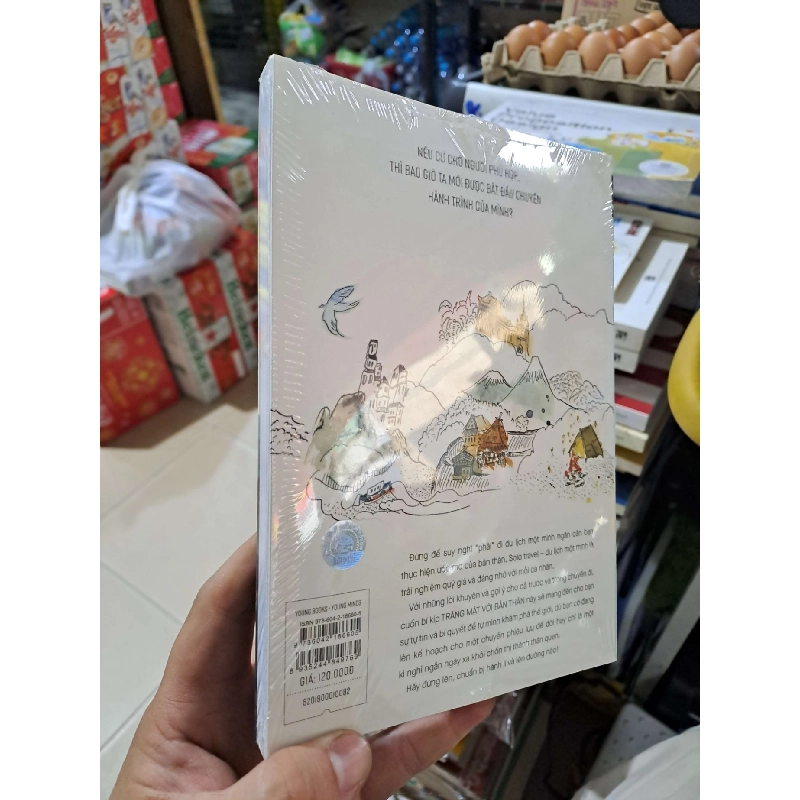 NẾU CỨ CHỜ NGƯỜI PHÙ HỢP,
THÌ BAO GIỜ TA MỚI ĐƯỢC BẮT ĐẦU CHUYẾN
HÀNH TRÌNH CỦA MÌNH?
Đừng để suy nghĩ "phải" đi du lịch một mình ngăn cản bạn
thực hiện ước của bản thân. Solo travel – du lịch một mình là
trải nghiệm quý giá và đáng nhớ với mỗi cá nhân.
Với những lời khuyên và gợi ý cho cả trước và trong chuyến đi,
cuốn bí kíp TRĂNG MẬT VỚI BẢN THÂN này sẽ mang đến cho bạn
sự tự tin và bí quyết để tự mình khám phá thế giới, dù bạn có đang
lên kế hoạch cho một chuyến phiêu lưu để đời hay chỉ là một
kì nghỉ ngắn ngày xa khỏi chốn thị thành thân quen.
Hãy đứng lên, chuẩn bị hành lí và lên đường nào!
YOUNG BOOKS - YOUNG MINDS
GIÁ: 120.000Đ
Value
Proposition
Design